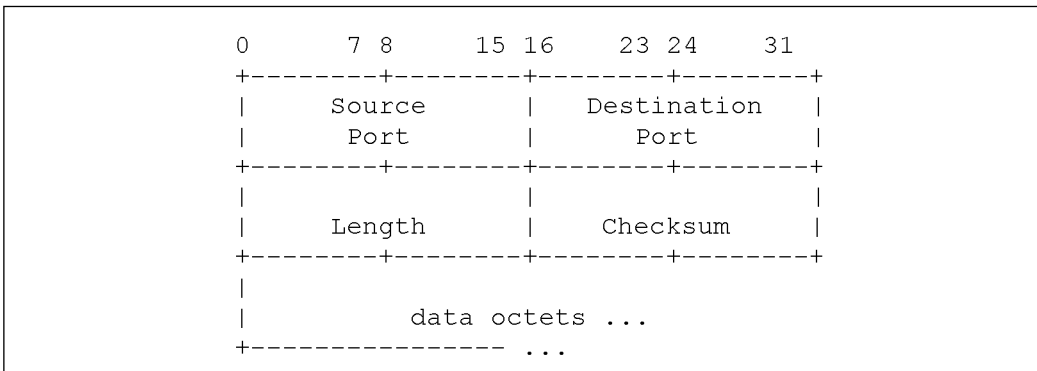 0      7 8     15 16    23 24    31
+--------+--------+--------+--------+
|     Source      |   Destination   |
|      Port       |      Port       |
+--------+--------+--------+--------+
|                 |                 |
|     Length      |    Checksum     |
+--------+--------+--------+--------+
|
|          data octets ...
+---------------- ...